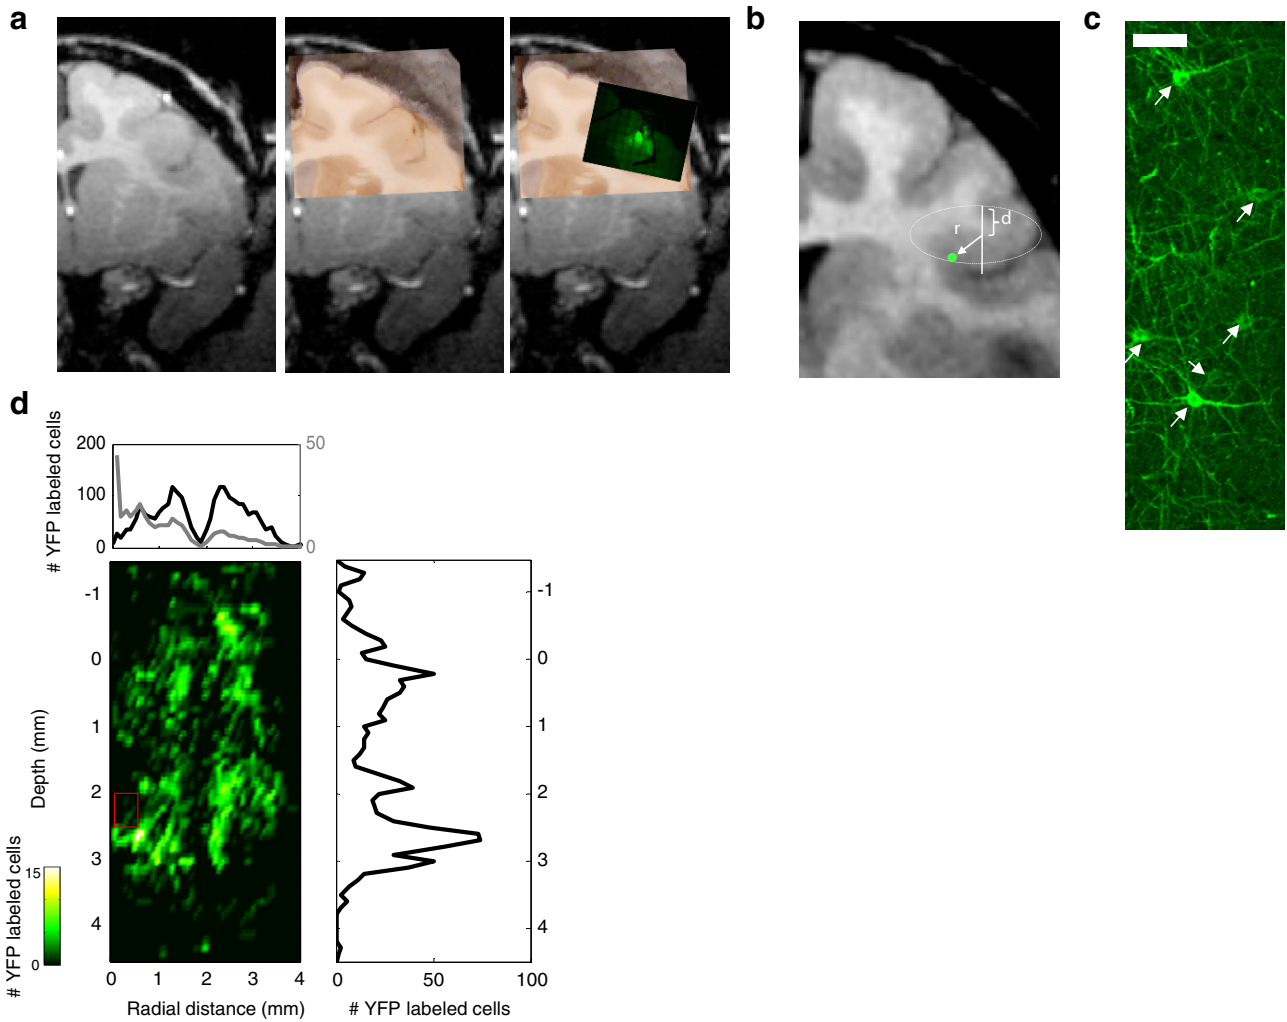 a
b
c
r
d
d
# YFP labeled cells
200
100
0
50
0
Depth (mm)
-1
0
1
2
3
4
# YFP labeled cells
15
0
0 1 2 3 4
Radial distance (mm)
-1
0
1
2
3
4
0 50 100
# YFP labeled cells